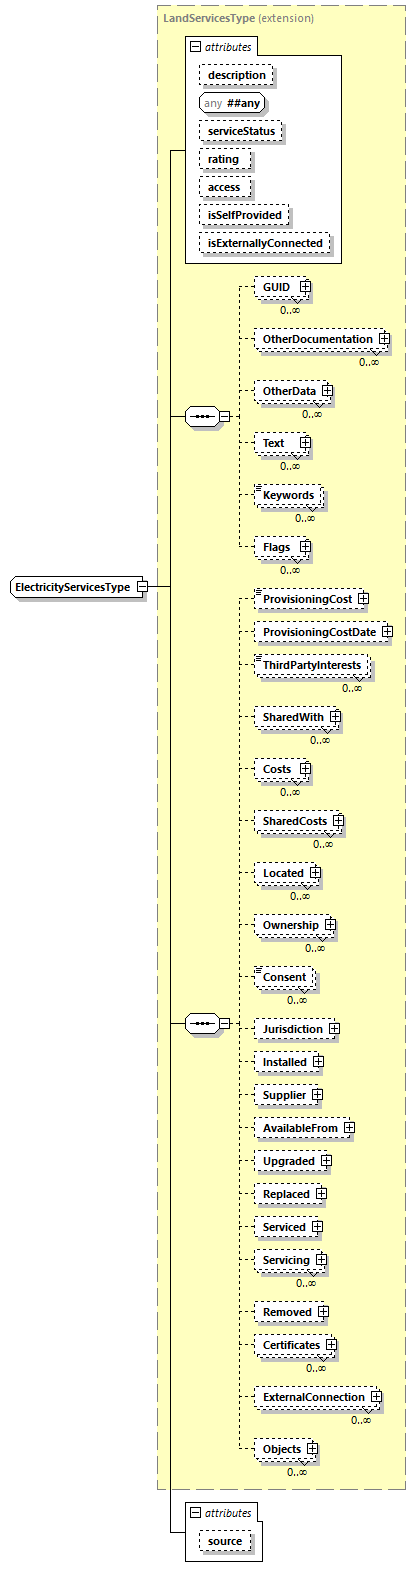 LandServicesType (extension)
attributes
description
any ##any
serviceStatus
rating
access
isSelfProvided
isExternallyConnected
GUID
0..∞
OtherDocumentation
0..∞
OtherData
0..∞
Text
0..∞
Keywords
0..∞
Flags
0..∞
ElectricityServicesType
ProvisioningCost
ProvisioningCostDate
ThirdPartyInterests
0..∞
SharedWith
0..∞
Costs
0..∞
SharedCosts
0..∞
Located
0..∞
Ownership
0..∞
Consent
0..∞
Jurisdiction
Installed
Supplier
AvailableFrom
Upgraded
Replaced
Serviced
Servicing
0..∞
Removed
Certificates
0..∞
ExternalConnection
0..∞
Objects
0..∞
attributes
source